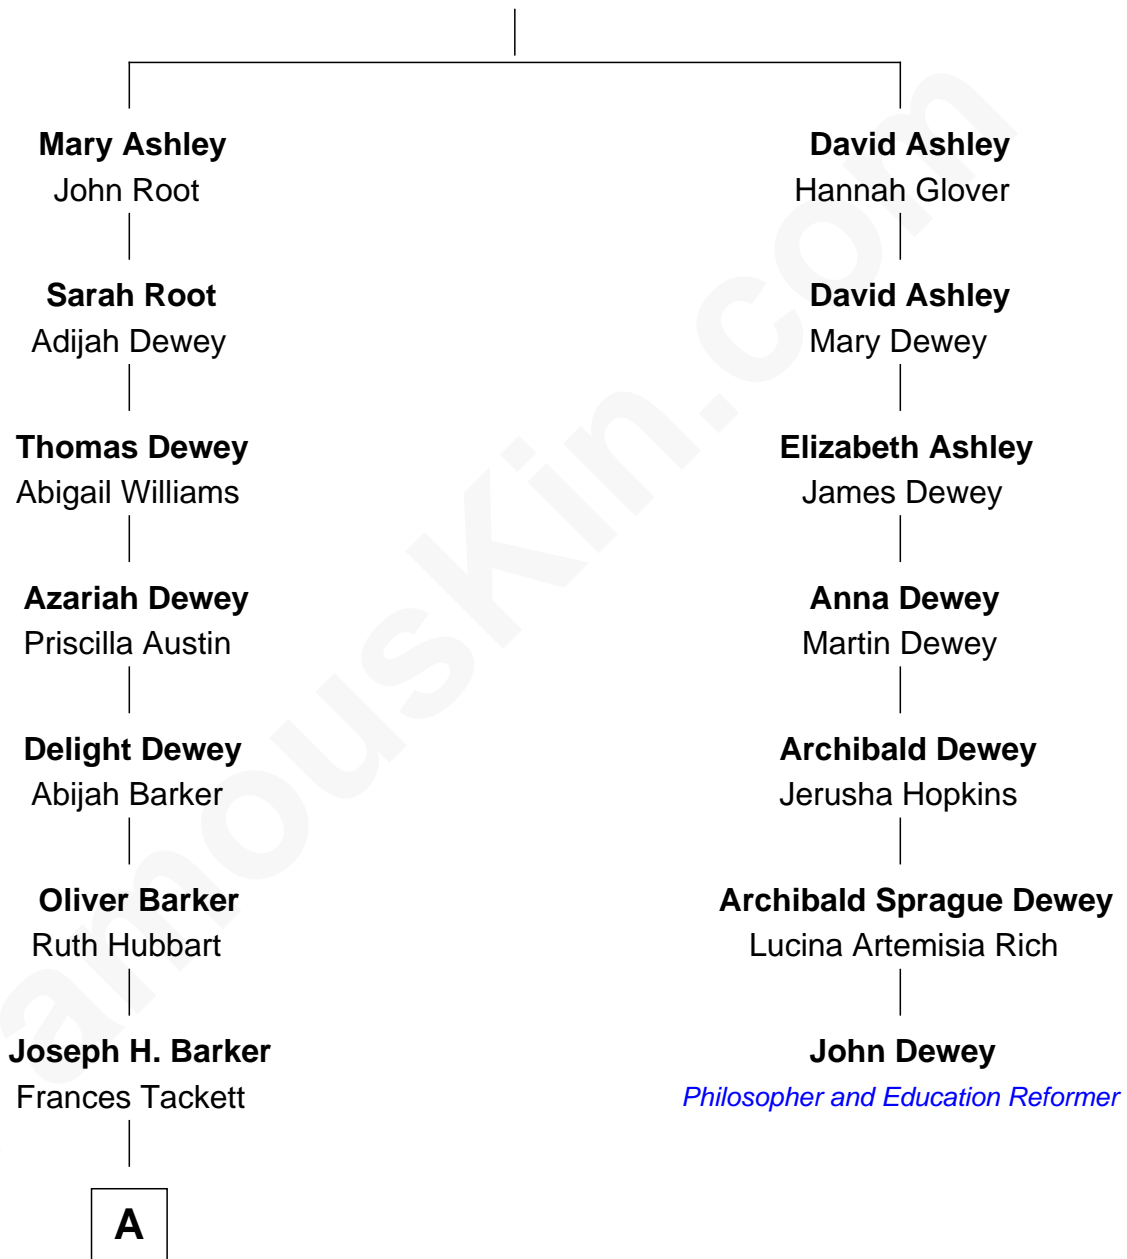 Mary Ashley
John Root
Sarah Root
Adijah Dewey
Thomas Dewey
Abigail Williams
Azariah Dewey
Priscilla Austin
Delight Dewey
Abijah Barker
Oliver Barker
Ruth Hubbart
Joseph H. Barker
Frances Tackett
A
David Ashley
Hannah Glover
David Ashley
Mary Dewey
Elizabeth Ashley
James Dewey
Anna Dewey
Martin Dewey
Archibald Dewey
Jerusha Hopkins
Archibald Sprague Dewey
Lucina Artemisia Rich
John Dewey
Philosopher and Education Reformer
amousKin.com